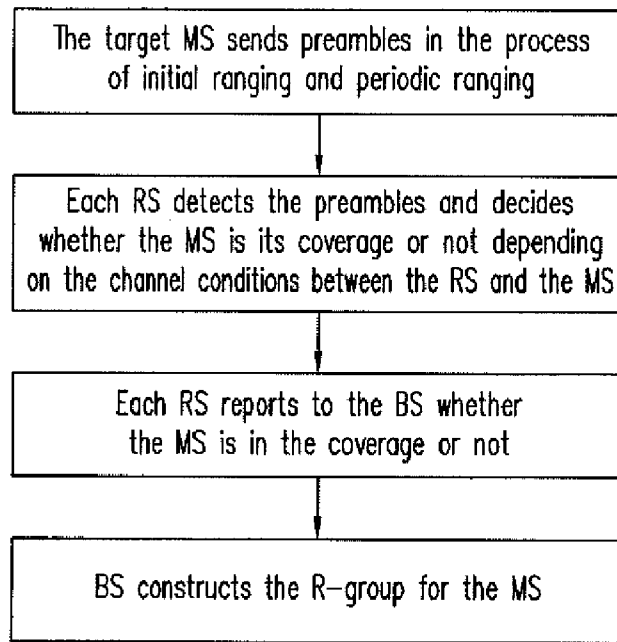 The target MS sends preambles in the process
of initial ranging and periodic ranging
Each RS detects the preambles and decides
whether the MS is its coverage or not depending
on the channel conditions between the RS and the MS
Each RS reports to the BS whether
the MS is in the coverage or not
BS constructs the R-group for the MS